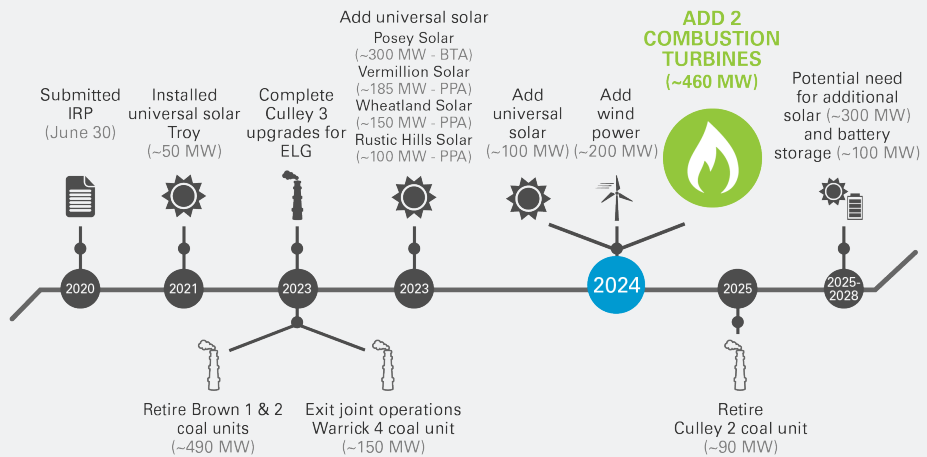 Submitted
IRP
(June 30)
Installed
universal solar
Troy
(~50 MW)
Complete
Culley 3
upgrades for
ELG
Add universal solar
Posey Solar
(~300 MW - BTA)
Vermillion Solar
(~185 MW - PPA)
Wheatland Solar
(~150 MW - PPA)
Rustic Hills Solar
(~100 MW - PPA)
Add
universal
solar
(~100 MW)
Add
wind
power
(~200 MW)
ADD 2
COMBUSTION
TURBINES
(~460 MW)
Potential need
for additional
solar (~300 MW)
and battery
storage (~100 MW)
2020
2021
2023
2023
2024
2025
2025-
2028
Retire Brown 1 & 2
coal units
(~490 MW)
Exit joint operations
Warrick 4 coal unit
(~150 MW)
Retire
Culley 2 coal unit
(~90 MW)